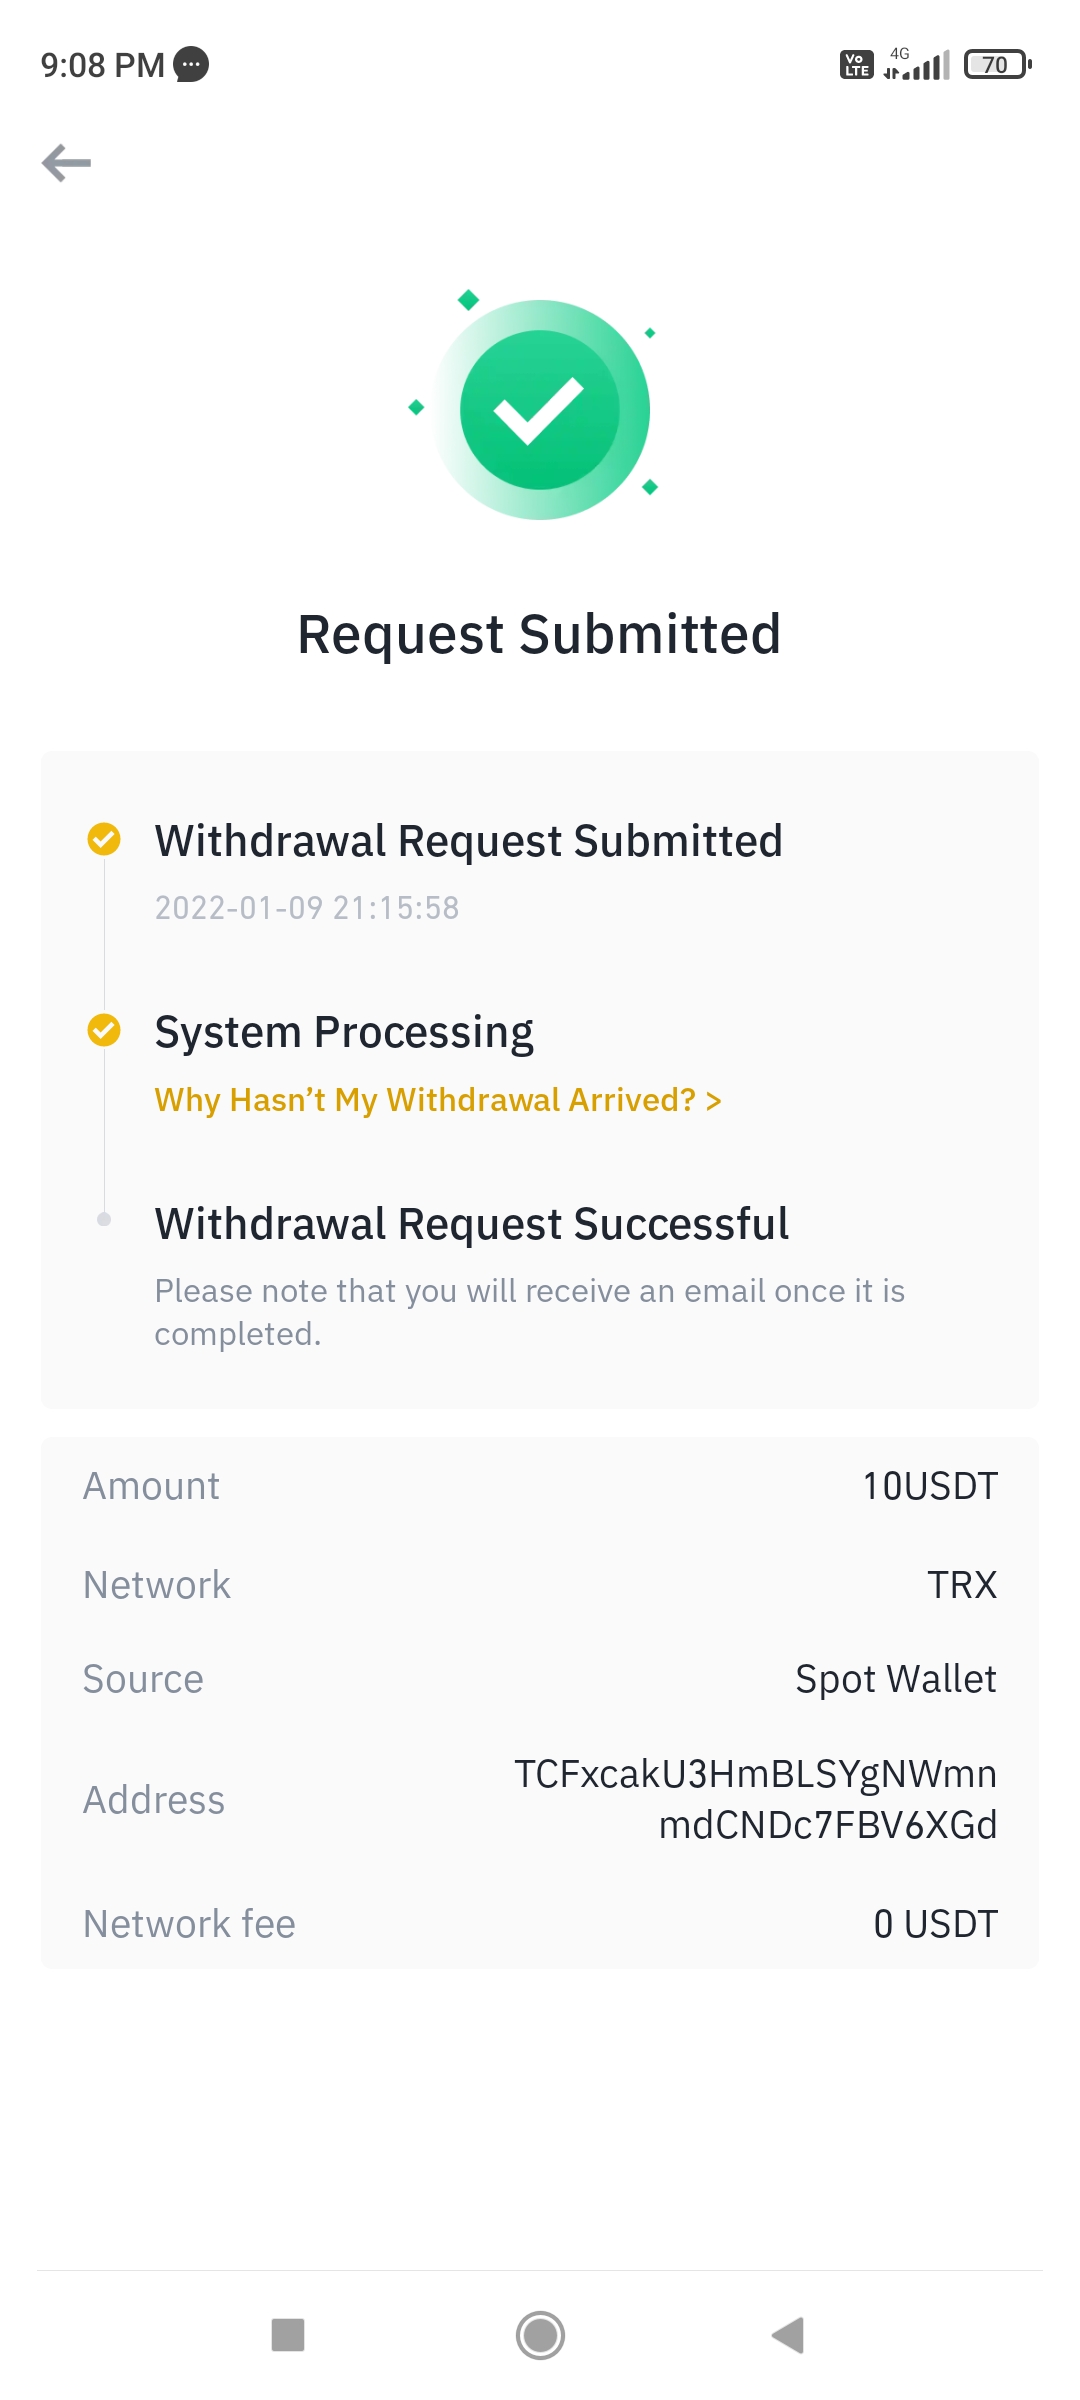 9:08 PM
Vo
LTE
4G
70
Request Submitted
Withdrawal Request Submitted
2022-01-09 21:15:58
System Processing
Why Hasn’t My Withdrawal Arrived? >
Withdrawal Request Successful
Please note that you will receive an email once it is
completed.
Amount 10USDT
Network TRX
Source Spot Wallet
Address TCFxcakU3HmBLSYgNWmn
mdCNDc7FBV6XGd
Network fee 0 USDT